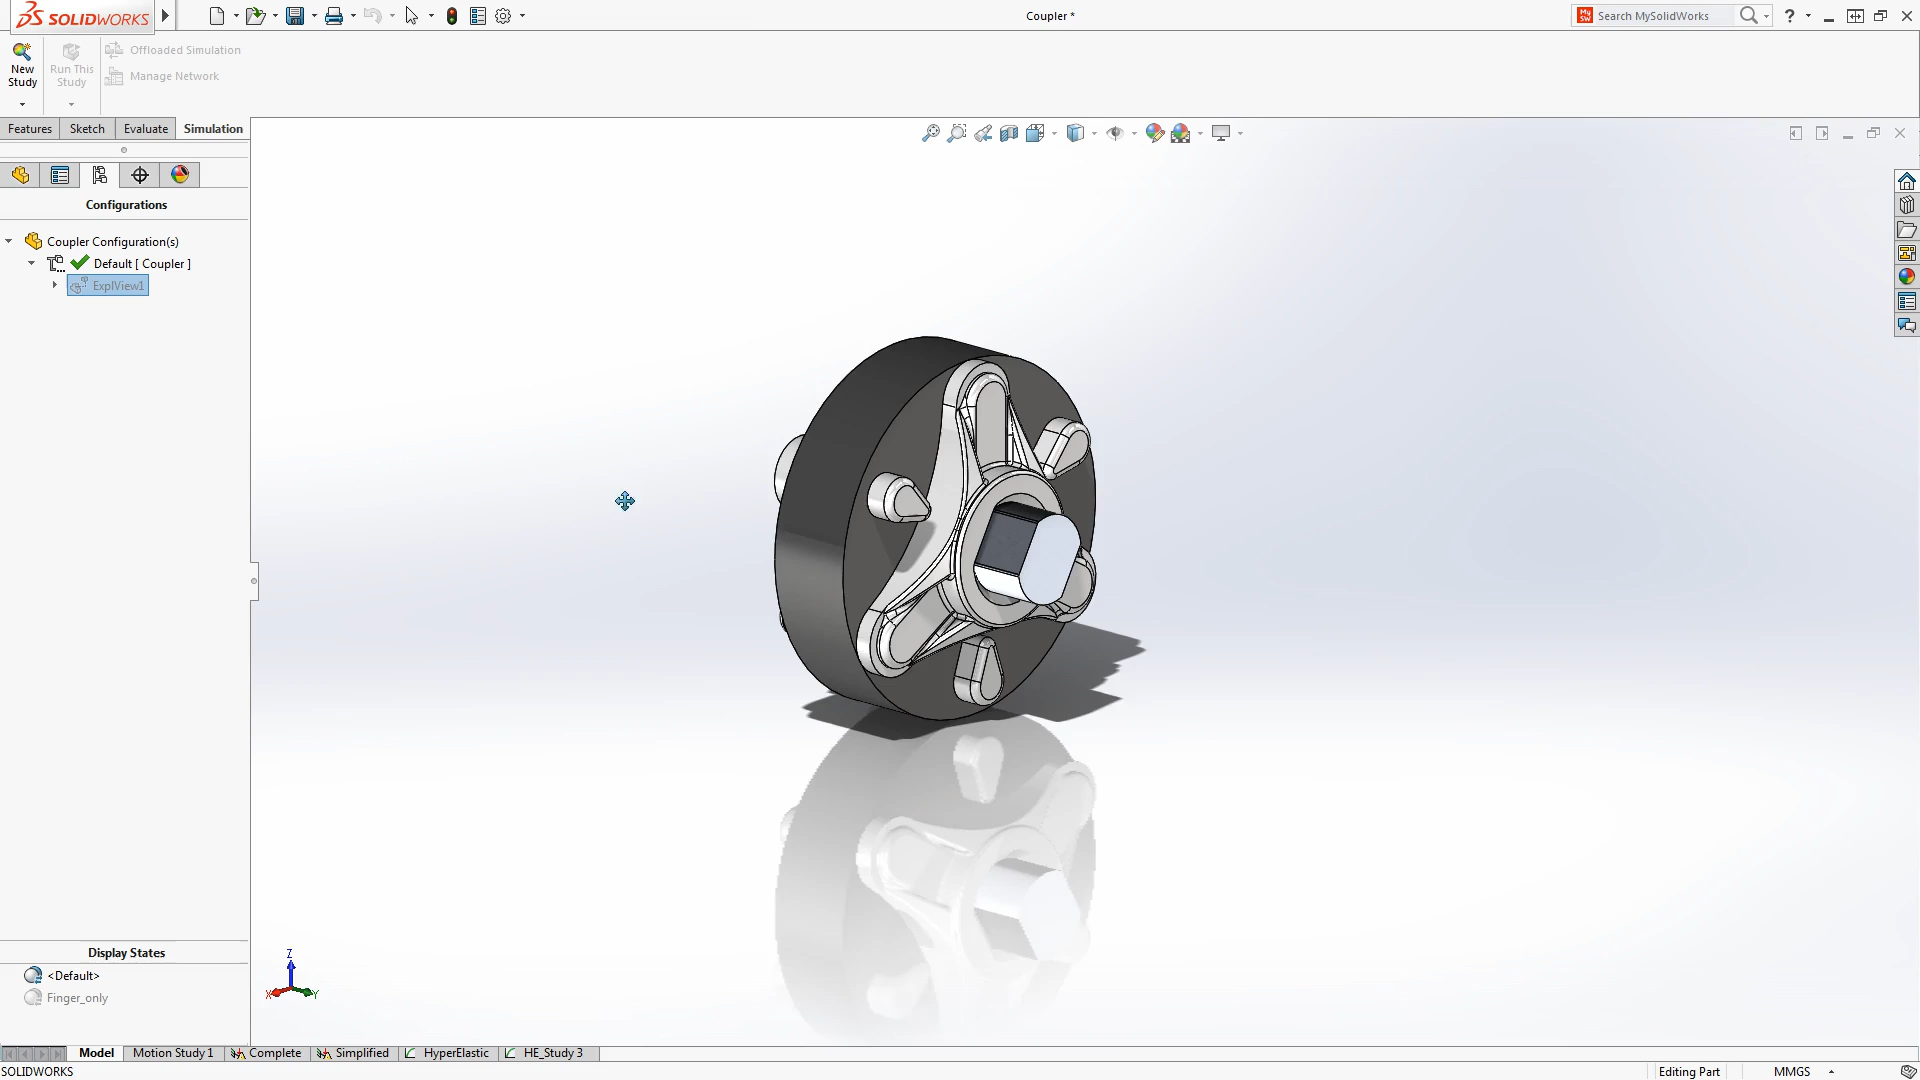 SOLIDWORKS
Coupler *
Search MySolidWorks
?
New Study
Run This Study
Offloaded Simulation
Manage Network
Features
Sketch
Evaluate
Simulation
Configurations
Coupler Configuration(s)
Default [ Coupler ]
ExplView1
Display States
<Default>
Finger_only
Z
X
Y
Model
Motion Study 1
Complete
Simplified
HyperElastic
HE_Study 3
SOLIDWORKS
Editing Part
MMGS